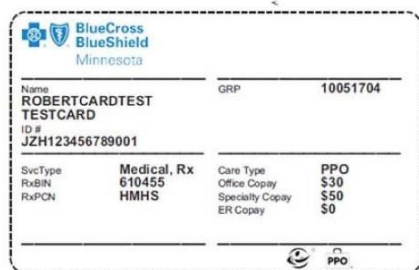 BlueCross
BlueShield
Minnesota
Name
ROBERTCARDTEST
TESTCARD
ID #
JZH123456789001
GRP 10051704
SvcType Medical, Rx
RxBIN 610455
RxPCN HMHS
Care Type PPO
Office Copay $30
Specialty Copay $50
ER Copay $0
PPO